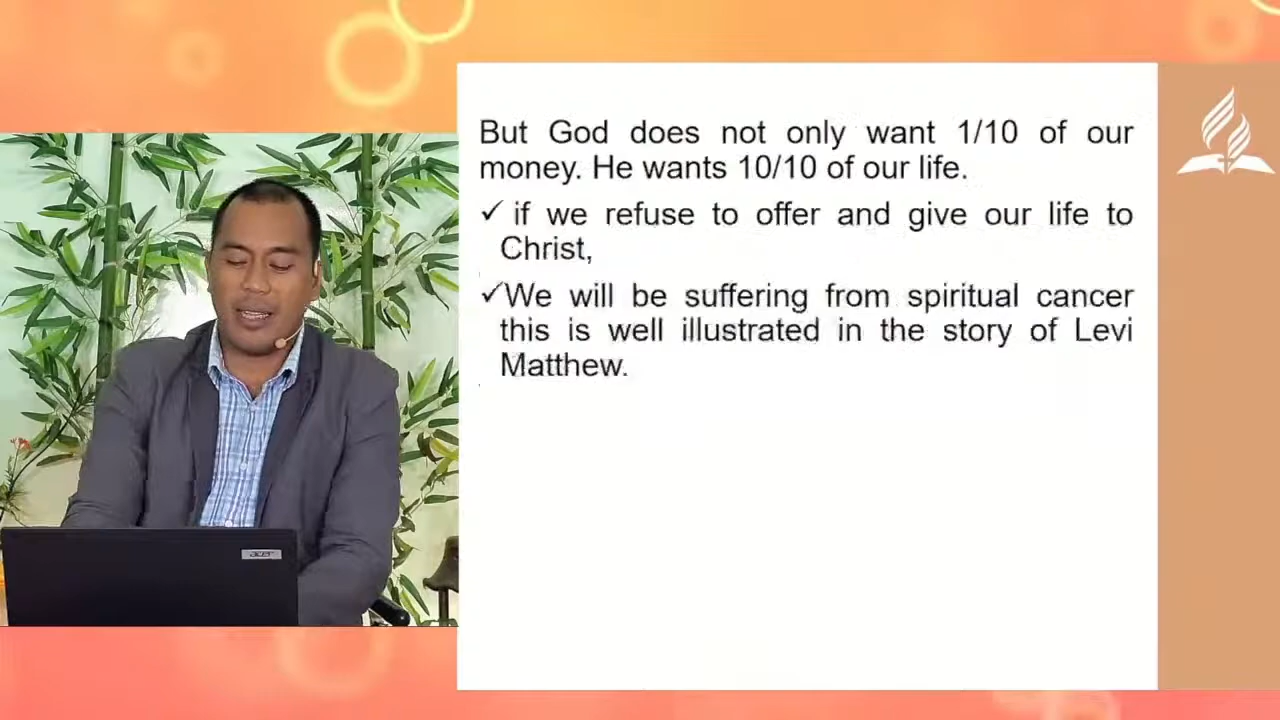 But God does not only want 1/10 of our
money. He wants 10/10 of our life.
✓ if we refuse to offer and give our life to
Christ,
✓We will be suffering from spiritual cancer
this is well illustrated in the story of Levi
Matthew.
acer